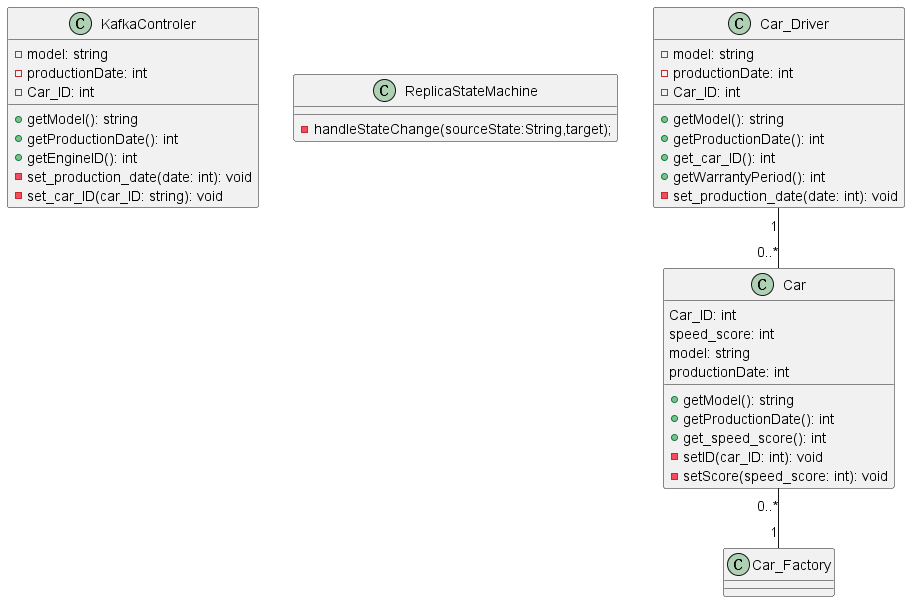 C KafkaControler
model: string
productionDate: int
Car_ID: int
getModel(): string
getProductionDate(): int
getEngineID(): int
set_production_date(date: int): void
set_car_ID(car_ID: string): void
C ReplicaStateMachine
handleStateChange(sourceState:String,target);
C Car_Driver
model: string
productionDate: int
Car_ID: int
getModel(): string
getProductionDate(): int
get_car_ID(): int
getWarrantyPeriod(): int
set_production_date(date: int): void
1
0..*
C Car
Car_ID: int
speed_score: int
model: string
productionDate: int
getModel(): string
getProductionDate(): int
get_speed_score(): int
setID(car_ID: int): void
setScore(speed_score: int): void
0..*
1
C Car_Factory